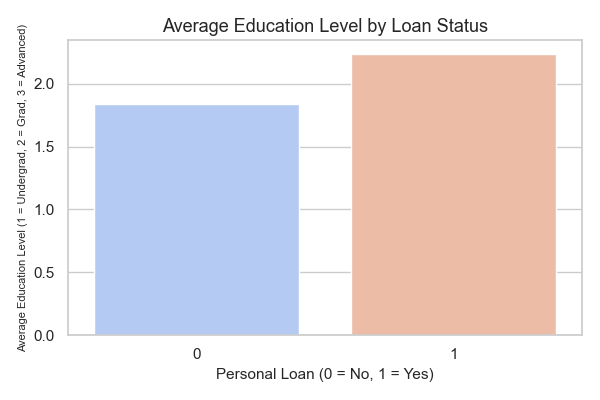 Average Education Level by Loan Status
Average Education Level (1 = Undergrad, 2 = Grad, 3 = Advanced)
2.0
1.5
1.0
0.5
0.0
0
1
Personal Loan (0 = No, 1 = Yes)